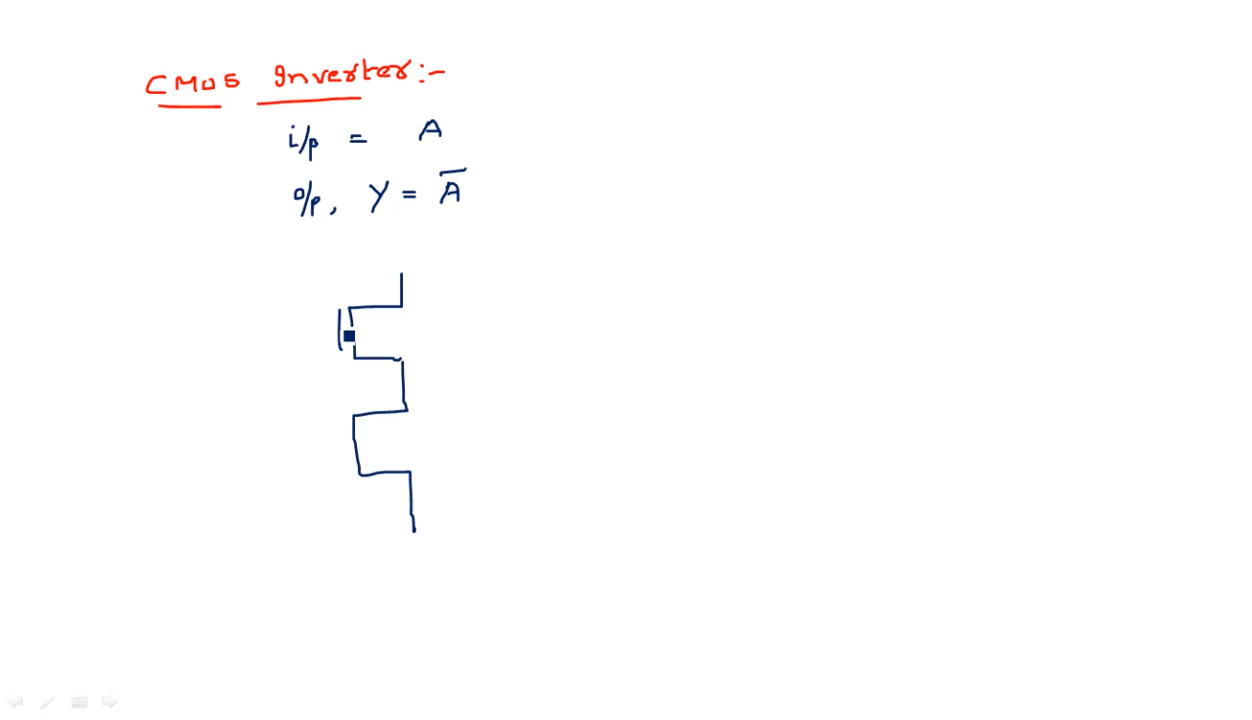 CMOS Inverter:-
i/p = A
o/p, Y = A̅